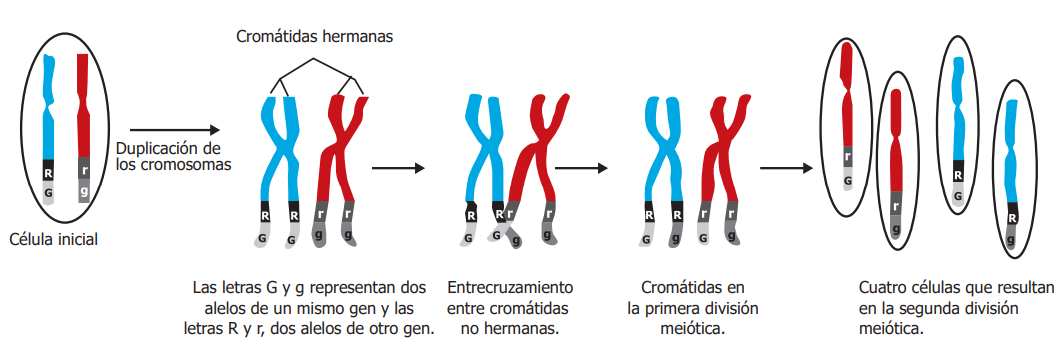 Cromátidas hermanas
Duplicación de
los cromosomas
R
G
r
g
Célula inicial
R
R
r
r
G
G
g
g
Las letras G y g representan dos
alelos de un mismo gen y las
letras R y r, dos alelos de otro gen.
R
R
r
r
G
G
g
g
Entrecruzamiento
entre cromátidas
no hermanas.
R
R
r
r
G
g
G
g
Cromátidas en
la primera división
meiótica.
r
G
r
g
R
G
R
g
Cuatro células que resultan
en la segunda división
meiótica.